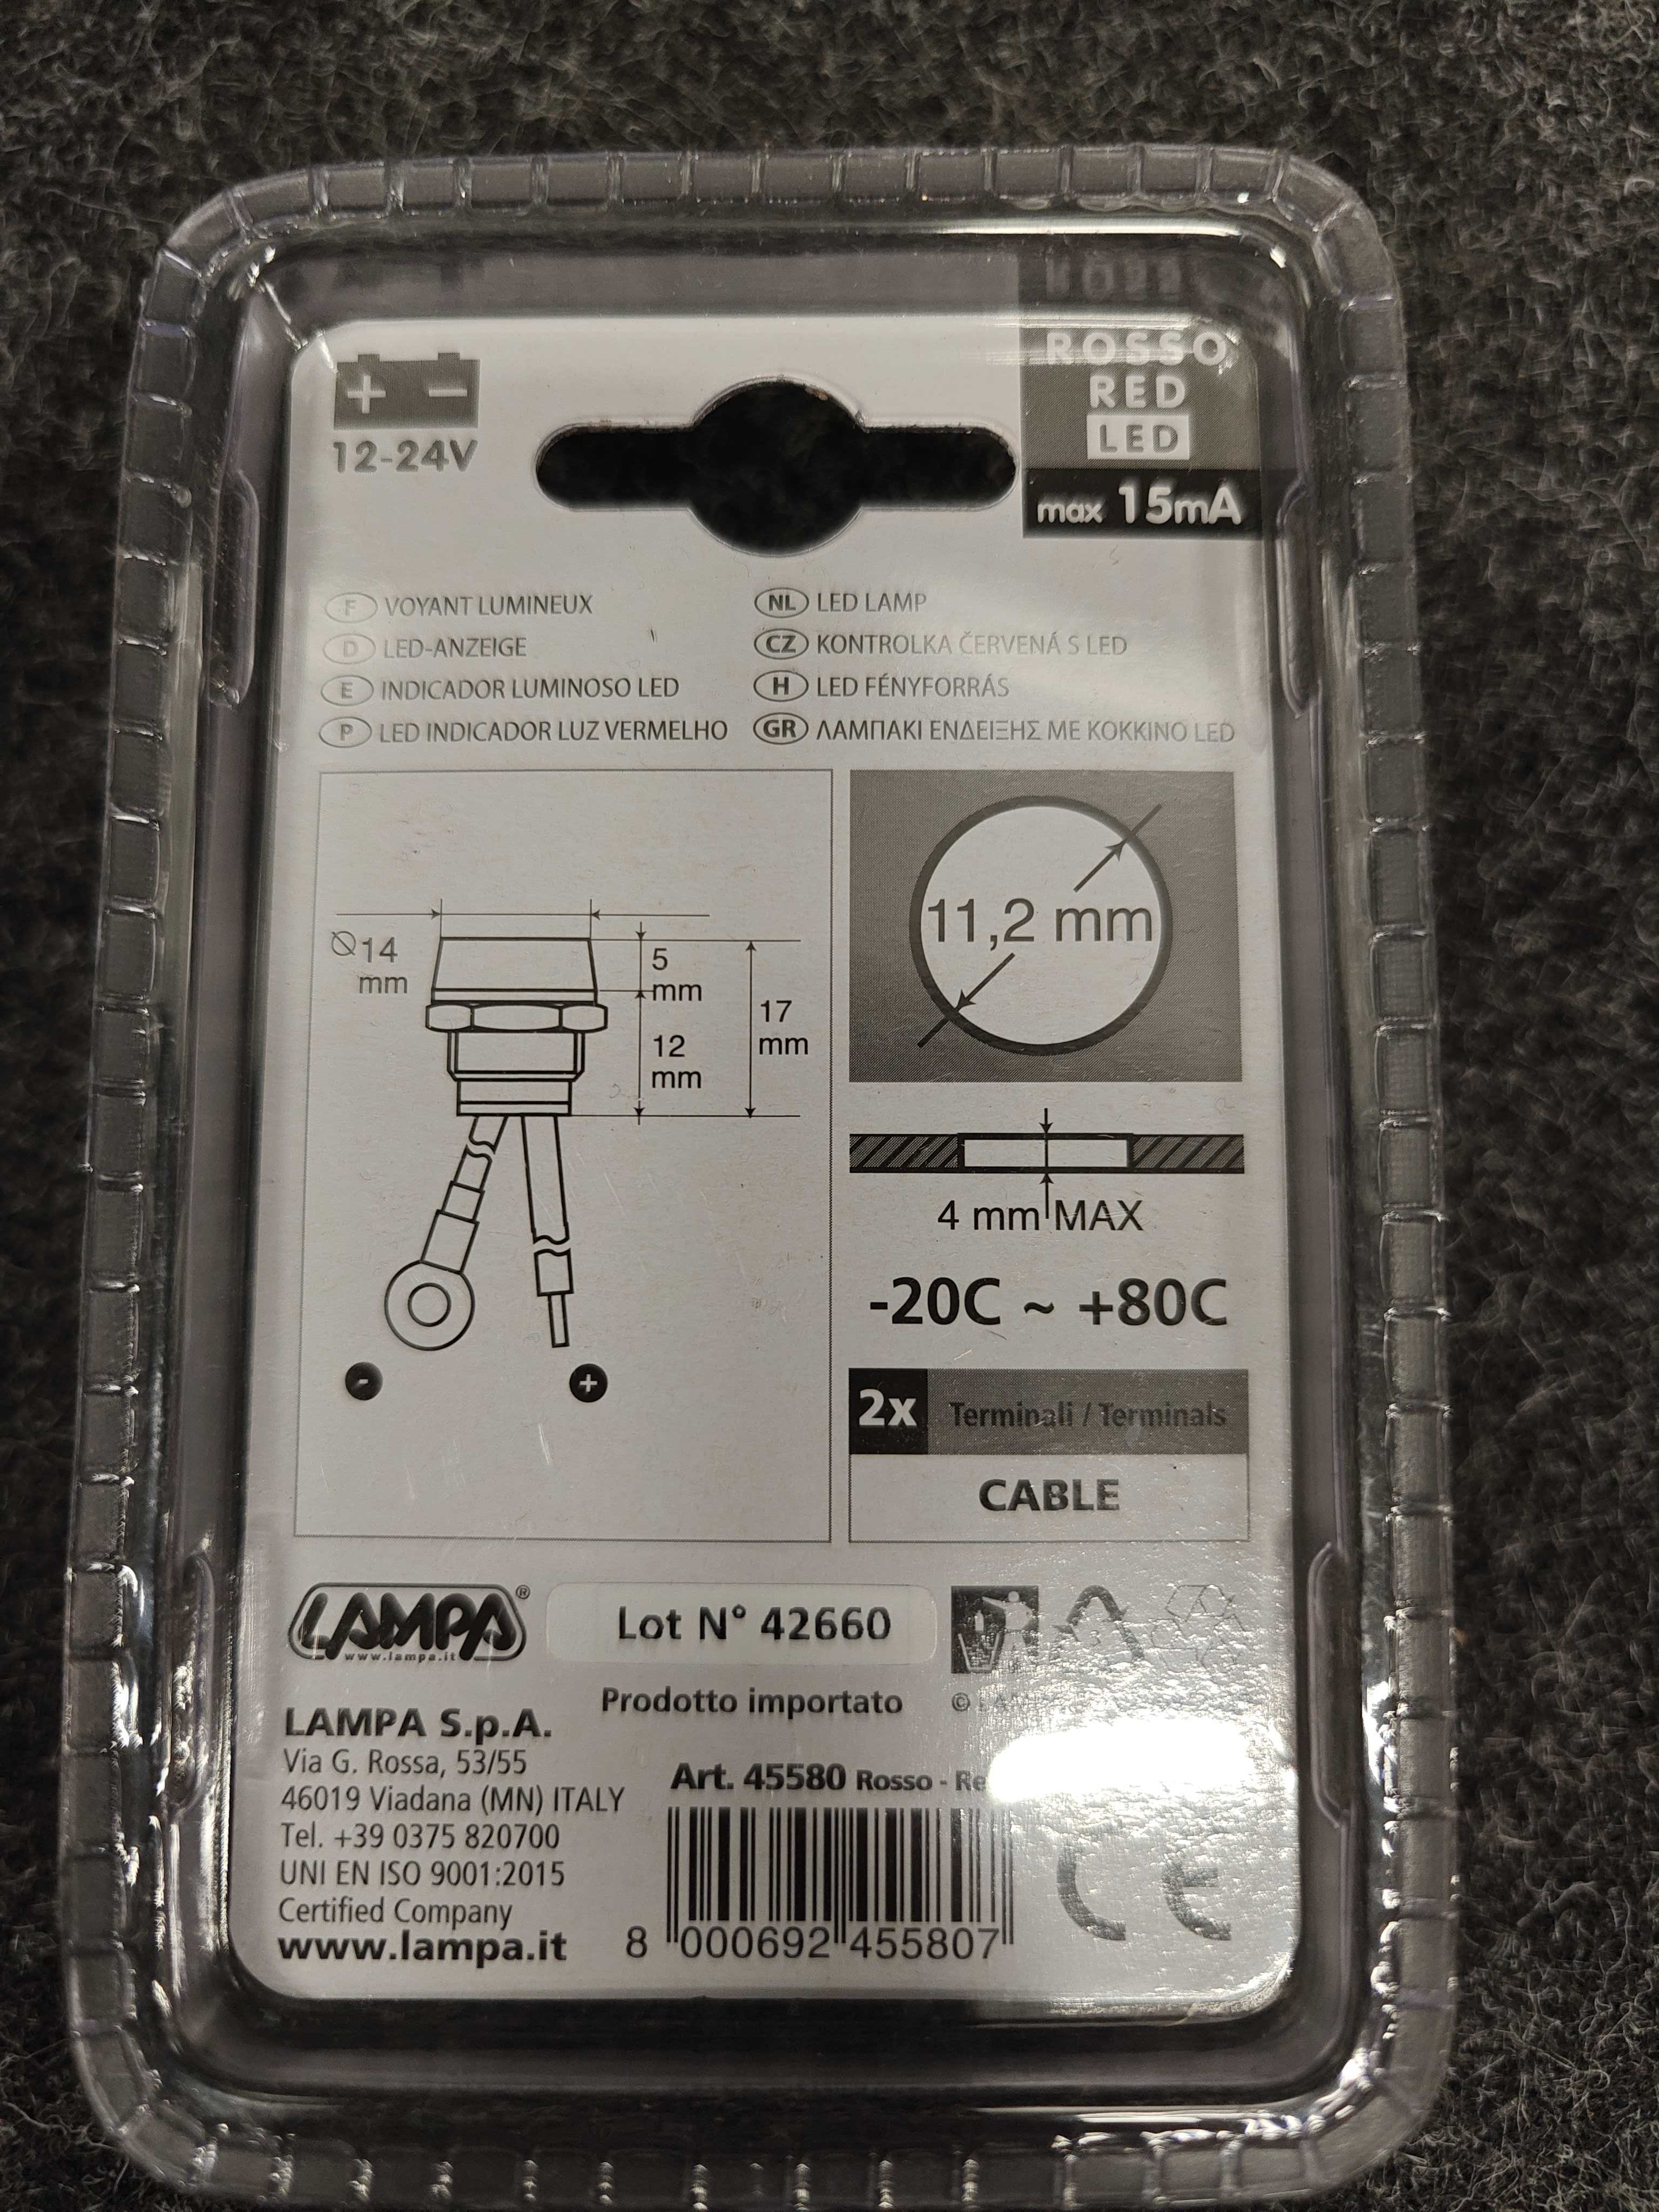 + -
12-24V
ROSSO
RED
LED
max 15mA
F VOYANT LUMINEUX
D LED-ANZEIGE
E INDICADOR LUMINOSO LED
P LED INDICADOR LUZ VERMELHO
NL LED LAMP
CZ KONTROLKA ČERVENÁ S LED
H LED FÉNYFORRÁS
GR ΛΑΜΠΑΚΙ ΕΝΔΕΙΞΗΣ ΜΕ ΚΟΚΚΙΝΟ LED
Ø14
mm
5
mm
12
mm
17
mm
- +
11,2 mm
4 mm MAX
-20C ~ +80C
2x Terminali / Terminals
CABLE
LAMPA®
www.lampa.it
Lot N° 42660
Prodotto importato
©
LAMPA S.p.A.
Via G. Rossa, 53/55
46019 Viadana (MN) ITALY
Tel. +39 0375 820700
UNI EN ISO 9001:2015
Certified Company
www.lampa.it
Art. 45580 Rosso - Re
8 000692 455807
CE